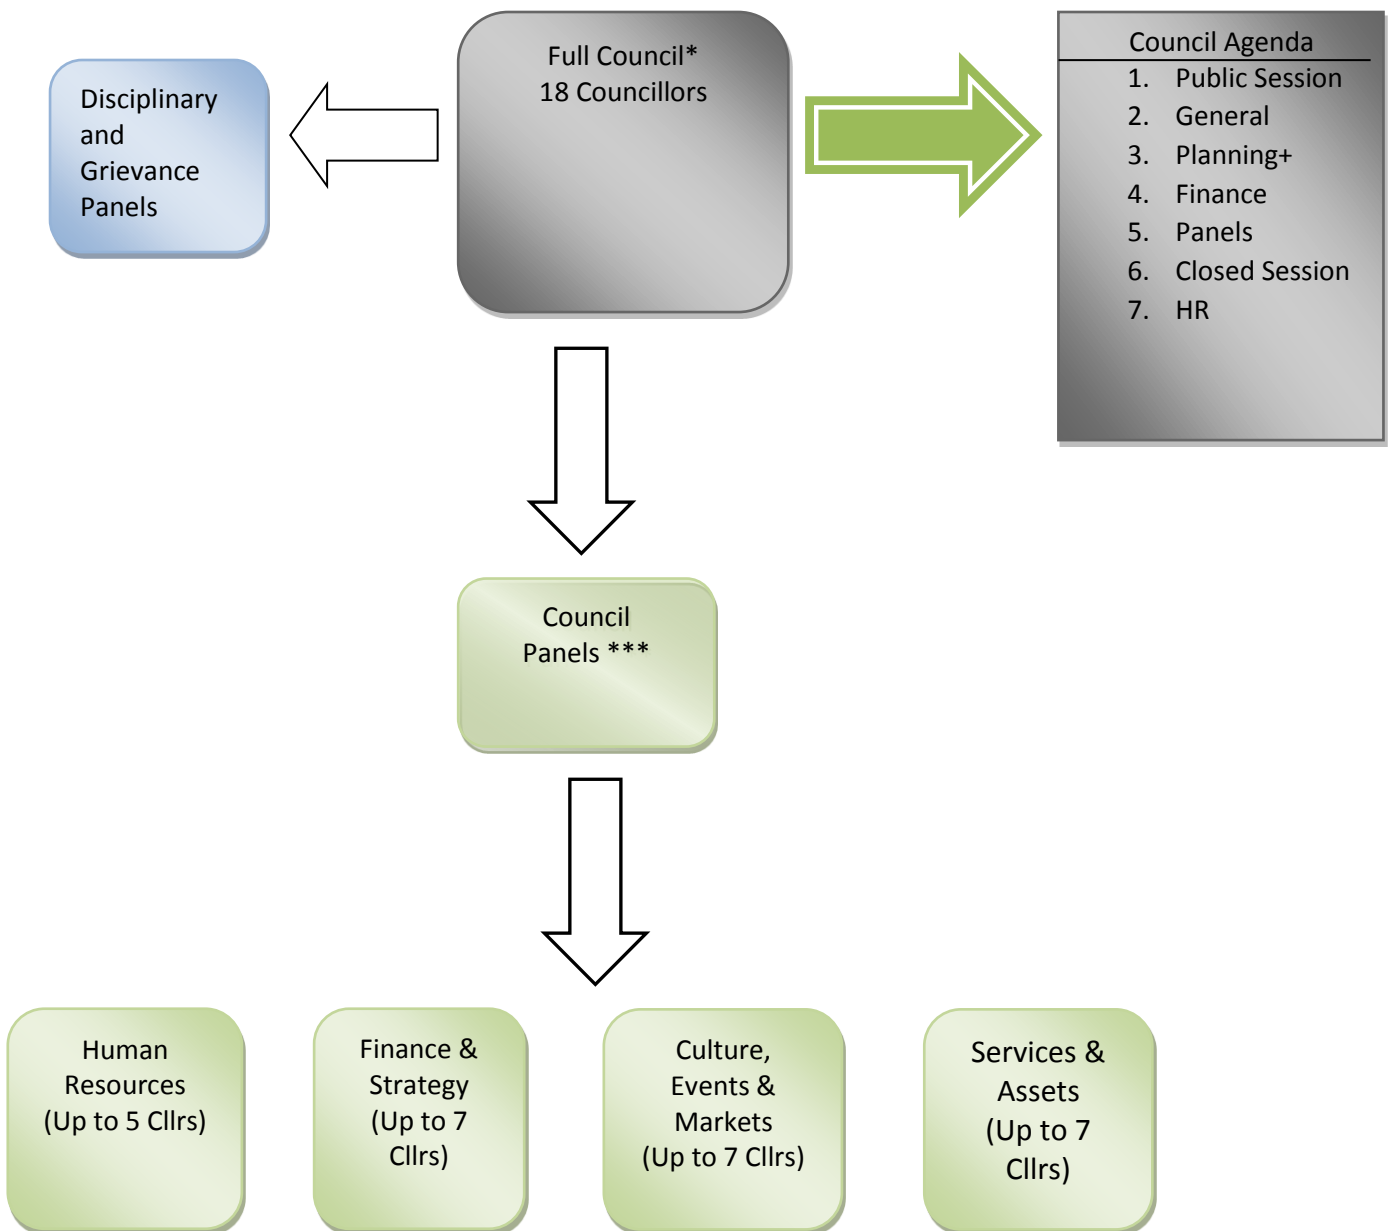 Disciplinary
and
Grievance
Panels
Full Council*
18 Councillors
Council Agenda
1. Public Session
2. General
3. Planning+
4. Finance
5. Panels
6. Closed Session
7. HR
Council
Panels ***
Human
Resources
(Up to 5 Cllrs)
Finance &
Strategy
(Up to 7
Cllrs)
Culture,
Events &
Markets
(Up to 7 Cllrs)
Services &
Assets
(Up to 7
Cllrs)